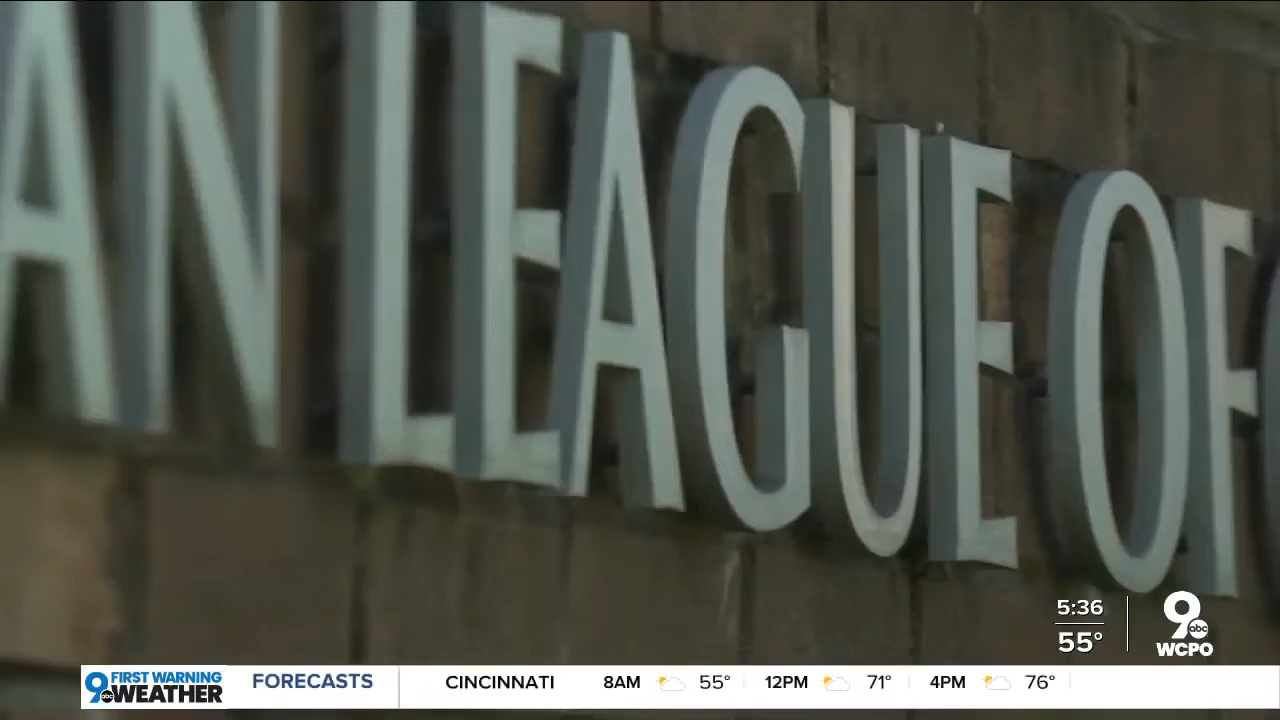 AN LEAGUE OF
5:36
55°
9 abc
WCPO
9 abc FIRST WARNING WEATHER FORECASTS CINCINNATI 8AM 55° 12PM 71° 4PM 76°